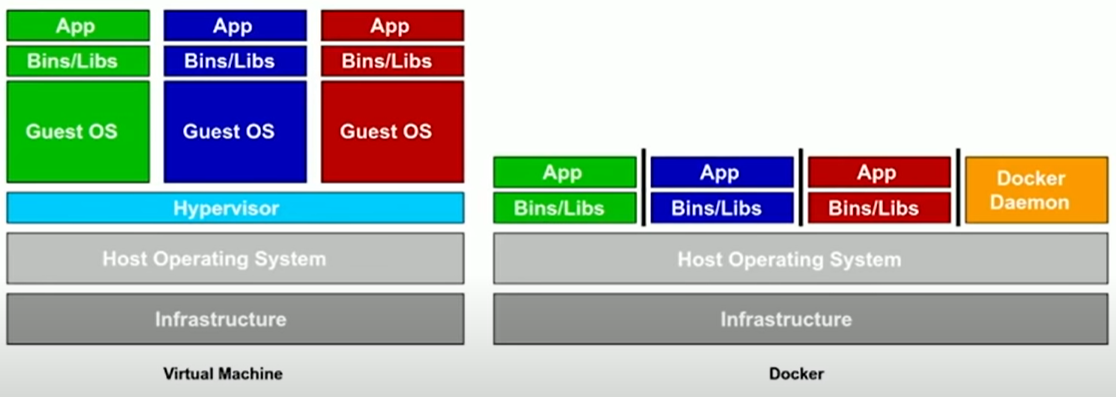 App
App
App
Bins/Libs
Bins/Libs
Bins/Libs
Guest OS
Guest OS
Guest OS
Hypervisor
Host Operating System
Infrastructure
Virtual Machine
App
App
App
Docker
Daemon
Bins/Libs
Bins/Libs
Bins/Libs
Host Operating System
Infrastructure
Docker